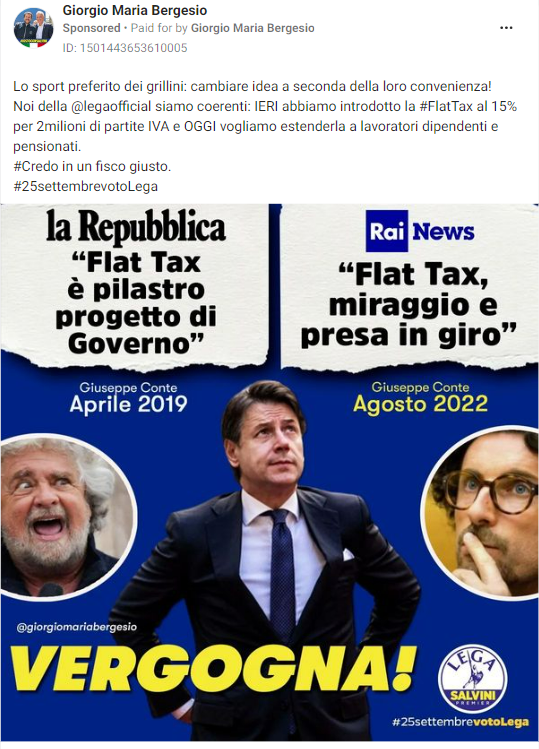 Giorgio Maria Bergesio
Sponsored • Paid for by Giorgio Maria Bergesio
ID: 1501443653610005
Lo sport preferito dei grillini: cambiare idea a seconda della loro convenienza!
Noi della @legaofficial siamo coerenti: IERI abbiamo introdotto la #FlatTax al 15%
per 2milioni di partite IVA e OGGI vogliamo estenderla a lavoratori dipendenti e
pensionati.
#Credo in un fisco giusto.
#25settembrevotoLega
la Repubblica
“Flat Tax
è pilastro
progetto di
Governo”
Giuseppe Conte
Aprile 2019
Rai News
“Flat Tax,
miraggio e
presa in giro”
Giuseppe Conte
Agosto 2022
@giorgiomariabergesio
VERGOGNA!
LEGA
SALVINI
PREMIER
#25settembrevotoLega